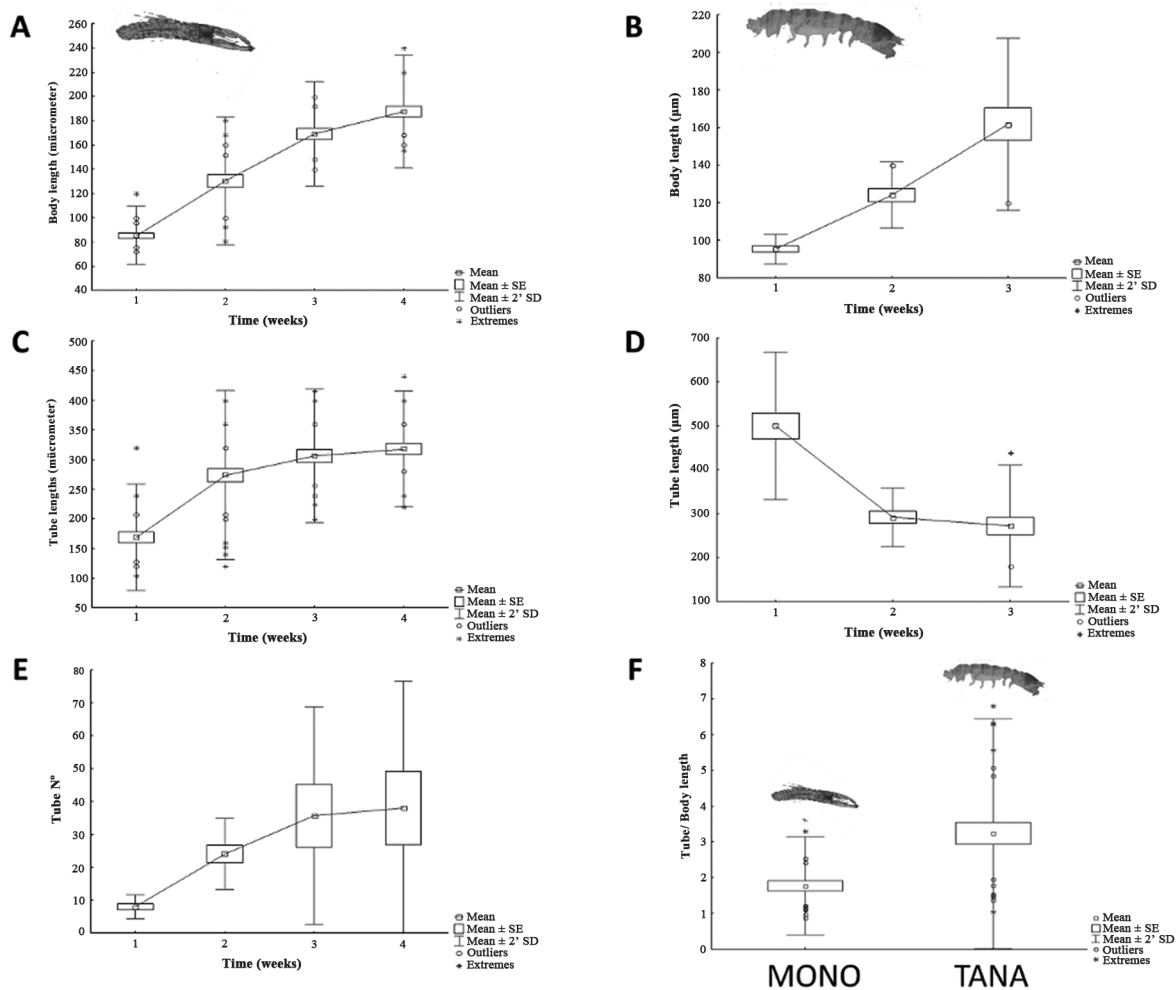 A
Body length (mücrometer)
260
240
220
200
180
160
140
120
100
80
60
40
1 2 3 4
Time (weeks)
Mean
Mean ± SE
Mean ± 2' SD
Outliers
Extremes
B
Body length (μm)
220
200
180
160
140
120
100
80
1 2 3
Time (weeks)
Mean
Mean ± SE
Mean ± 2' SD
Outliers
Extremes
C
Tube lengths (mücrometer)
500
450
400
350
300
250
200
150
100
50
1 2 3 4
Time (weeks)
Mean
Mean ± SE
Mean ± 2' SD
Outliers
Extremes
D
Tube length (μm)
700
600
500
400
300
200
100
1 2 3
Time (weeks)
Mean
Mean ± SE
Mean ± 2' SD
Outliers
Extremes
E
Tube Nº
80
70
60
50
40
30
20
10
0
1 2 3 4
Time (weeks)
Mean
Mean ± SE
Mean ± 2' SD
Outliers
Extremes
F
Tube/ Body length
8
7
6
5
4
3
2
1
0
MONO TANA
Mean
Mean ± SE
Mean ± 2' SD
Outliers
Extremes